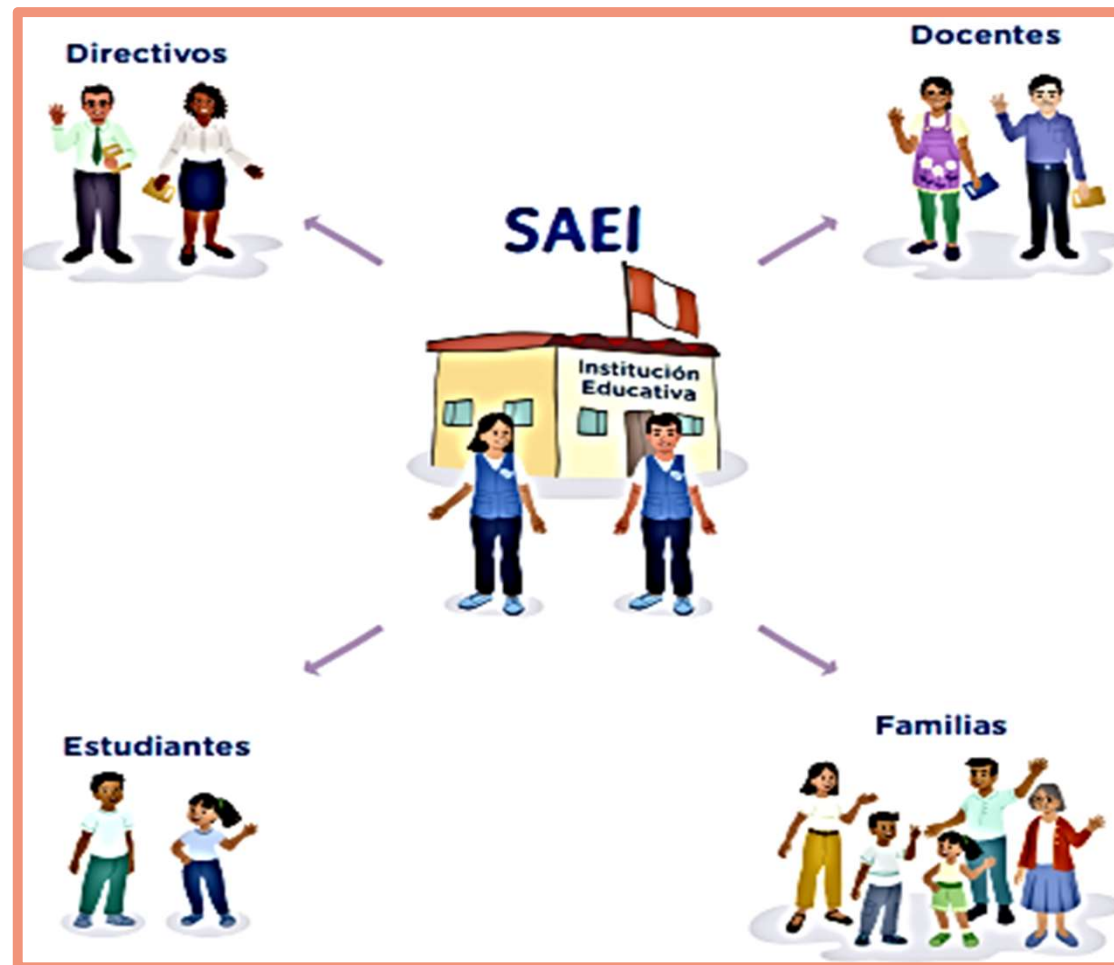 Directivos
Docentes
SAEI
Institución
Educativa
Estudiantes
Familias